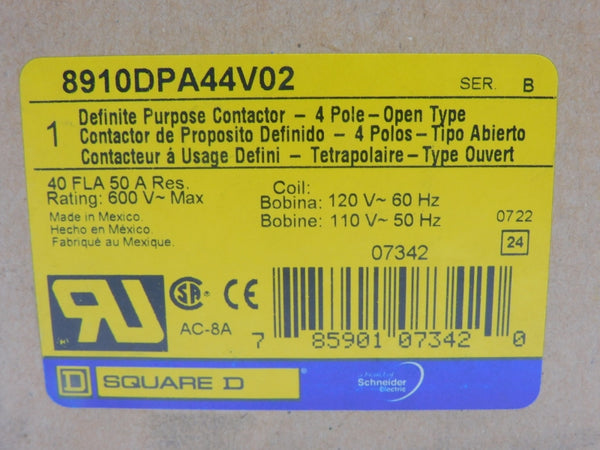 8910DPA44V02 SER. B
1 Definite Purpose Contactor – 4 Pole – Open Type
Contactor de Proposito Definido – 4 Polos – Tipo Abierto
Contacteur á Usage Defini – Tetrapolaire – Type Ouvert
40 FLA 50 A Res.
Rating: 600 V~ Max
Made in Mexico.
Hecho en México.
Fabriqué au Mexique.
Coil:
Bobina: 120 V~ 60 Hz
Bobine: 110 V~ 50 Hz
0722
24
07342
RU
SA
CE
AC-8A
7 85901 07342 0
D SQUARE D
Schneider
Electric